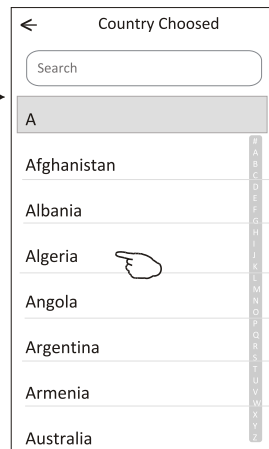 Country Choosed
Search
A
Afghanistan
Albania
Algeria
Angola
Argentina
Armenia
Australia
#
A
B
C
D
E
F
G
H
I
J
K
L
M
N
O
P
Q
R
S
T
U
V
W
X
Y
Z